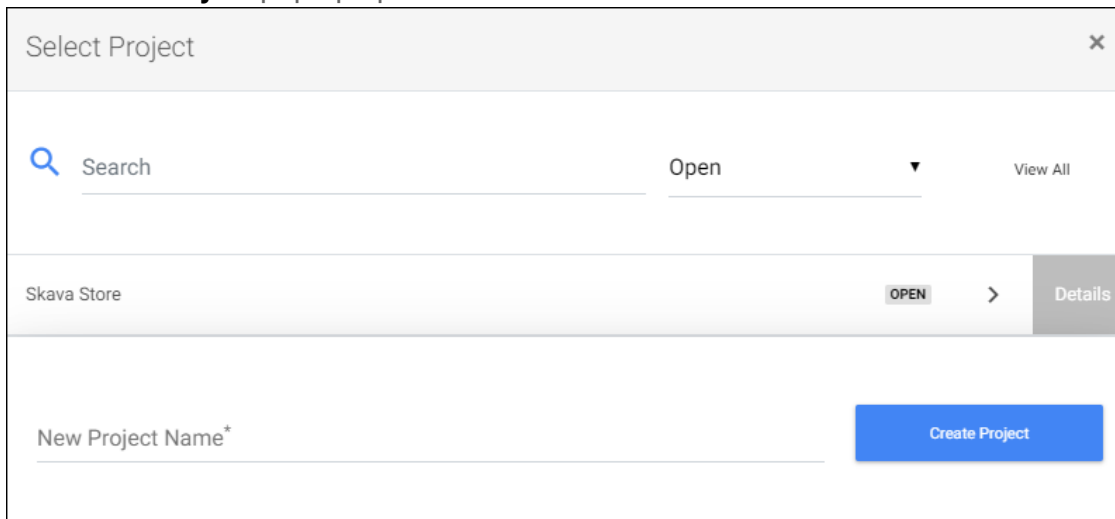 Select Project ×
Search Open ▼ View All
Skava Store OPEN > Details
New Project Name* Create Project